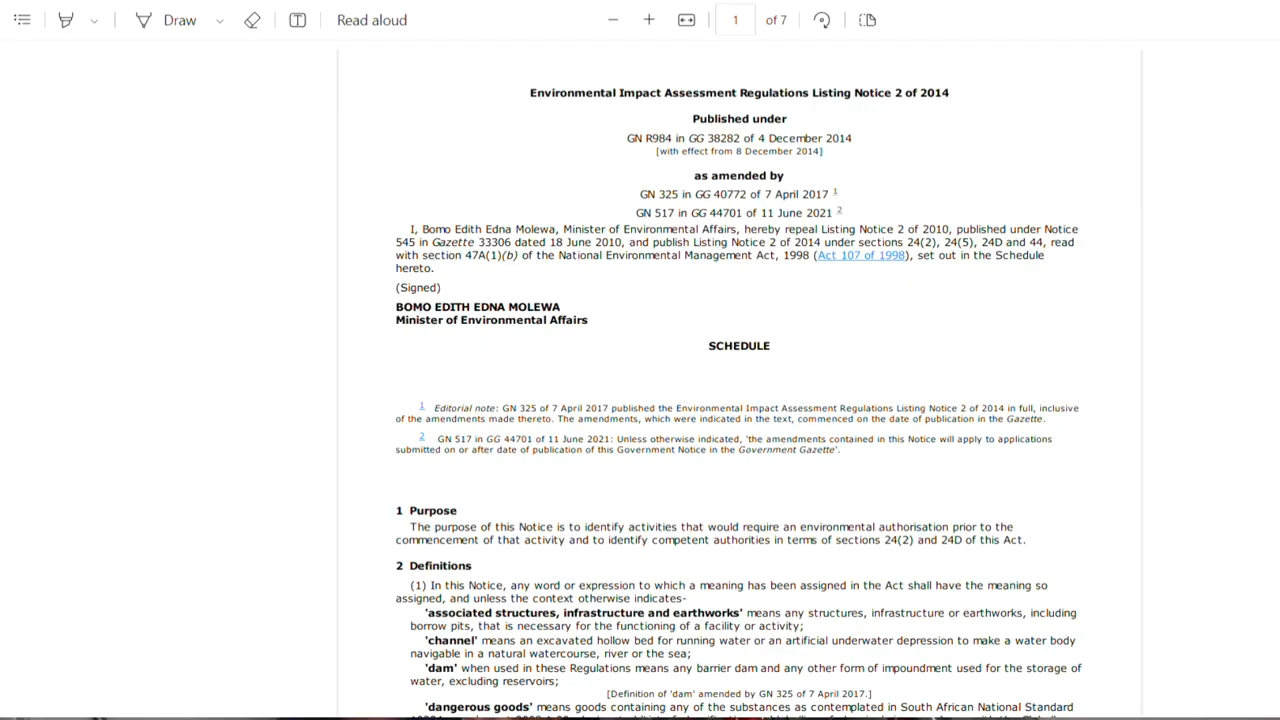 Draw
Read aloud
1 of 7
Environmental Impact Assessment Regulations Listing Notice 2 of 2014
Published under
GN R984 in GG 38282 of 4 December 2014
[with effect from 8 December 2014]
as amended by
GN 325 in GG 40772 of 7 April 2017 1
GN 517 in GG 44701 of 11 June 2021 2
I, Bomo Edith Edna Molewa, Minister of Environmental Affairs, hereby repeal Listing Notice 2 of 2010, published under Notice
545 in Gazette 33306 dated 18 June 2010, and publish Listing Notice 2 of 2014 under sections 24(2), 24(5), 24D and 44, read
with section 47A(1)(b) of the National Environmental Management Act, 1998 (Act 107 of 1998), set out in the Schedule
hereto.
(Signed)
BOMO EDITH EDNA MOLEWA
Minister of Environmental Affairs
SCHEDULE
1 Editorial note: GN 325 of 7 April 2017 published the Environmental Impact Assessment Regulations Listing Notice 2 of 2014 in full, inclusive
of the amendments made thereto. The amendments, which were indicated in the text, commenced on the date of publication in the Gazette.
2 GN 517 in GG 44701 of 11 June 2021: Unless otherwise indicated, 'the amendments contained in this Notice will apply to applications
submitted on or after date of publication of this Government Notice in the Government Gazette'.
1 Purpose
The purpose of this Notice is to identify activities that would require an environmental authorisation prior to the
commencement of that activity and to identify competent authorities in terms of sections 24(2) and 24D of this Act.
2 Definitions
(1) In this Notice, any word or expression to which a meaning has been assigned in the Act shall have the meaning so
assigned, and unless the context otherwise indicates-
'associated structures, infrastructure and earthworks' means any structures, infrastructure or earthworks, including
borrow pits, that is necessary for the functioning of a facility or activity;
'channel' means an excavated hollow bed for running water or an artificial underwater depression to make a water body
navigable in a natural watercourse, river or the sea;
'dam' when used in these Regulations means any barrier dam and any other form of impoundment used for the storage of
water, excluding reservoirs;
[Definition of 'dam' amended by GN 325 of 7 April 2017.]
'dangerous goods' means goods containing any of the substances as contemplated in South African National Standard